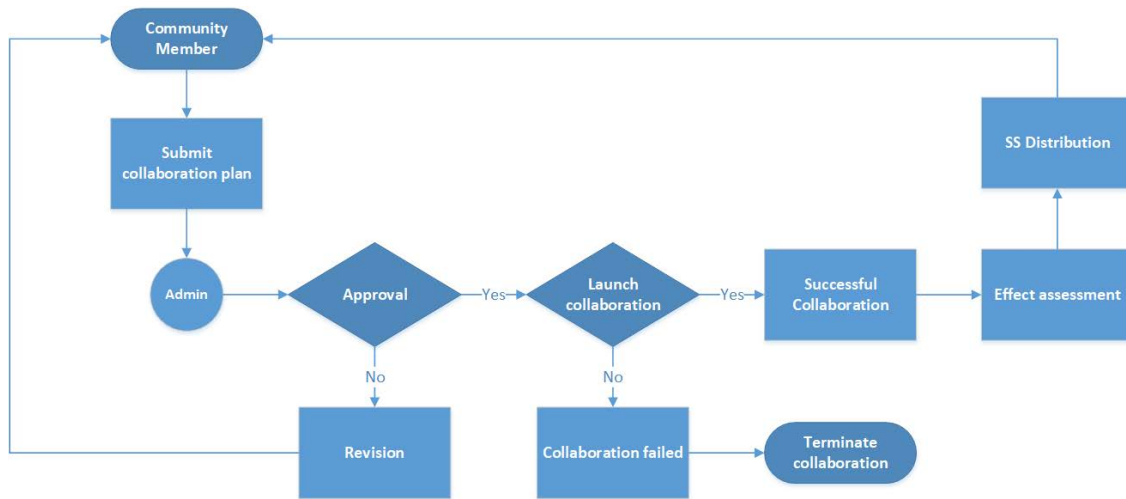 Community
Member
SS Distribution
Submit
collaboration plan
Admin
Approval
Yes
Launch
collaboration
Yes
Successful
Collaboration
Effect assessment
No
No
Revision
Collaboration failed
Terminate
collaboration